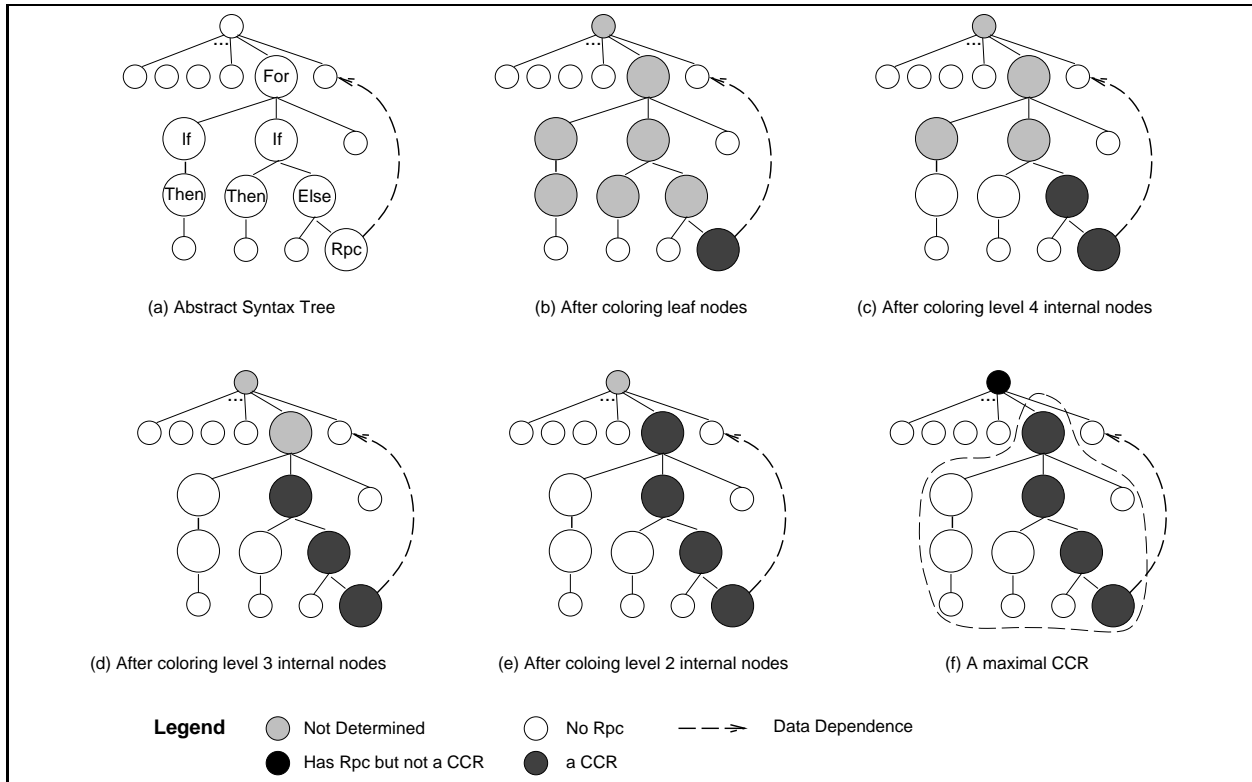 ...
For
If
If
Then
Then
Else
Rpc
(a) Abstract Syntax Tree
...
(b) After coloring leaf nodes
...
(c) After coloring level 4 internal nodes
...
(d) After coloring level 3 internal nodes
...
(e) After coloing level 2 internal nodes
...
(f) A maximal CCR
Legend
Not Determined
No Rpc
Data Dependence
Has Rpc but not a CCR
a CCR